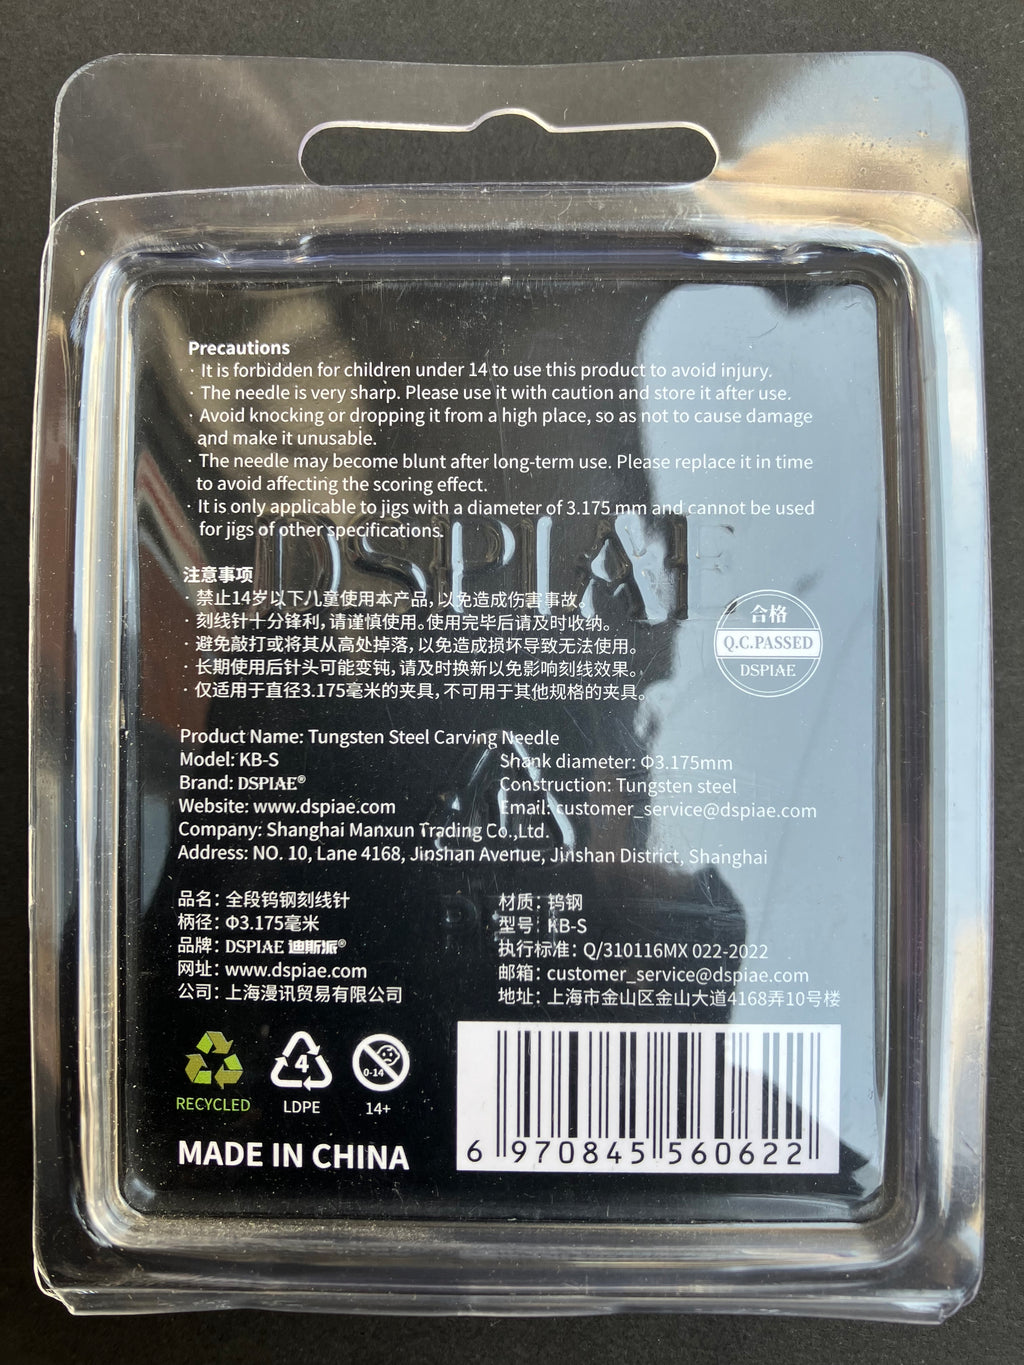 Precautions
· It is forbidden for children under 14 to use this product to avoid injury.
· The needle is very sharp. Please use it with caution and store it after use.
· Avoid knocking or dropping it from a high place, so as not to cause damage
and make it unusable.
· The needle may become blunt after long-term use. Please replace it in time
to avoid affecting the scoring effect.
· It is only applicable to jigs with a diameter of 3.175 mm and cannot be used
for jigs of other specifications.
DSPIAE
注意事项
· 禁止14岁以下儿童使用本产品，以免造成伤害事故。
· 刻线针十分锋利，请谨慎使用。使用完毕后请及时收纳。
· 避免敲打或将其从高处掉落，以免造成损坏导致无法使用。
· 长期使用后针头可能变钝，请及时换新以免影响刻线效果。
· 仅适用于直径3.175毫米的夹具，不可用于其他规格的夹具。
合格
Q.C.PASSED
DSPIAE
Product Name: Tungsten Steel Carving Needle
Model: KB-S
Shank diameter: Φ3.175mm
Brand: DSPIAE®
Construction: Tungsten steel
Website: www.dspiae.com
Email: customer_service@dspiae.com
Company: Shanghai Manxun Trading Co.,Ltd.
Address: NO. 10, Lane 4168, Jinshan Avenue, Jinshan District, Shanghai
品名：全段钨钢刻线针
材质：钨钢
柄径：Φ3.175毫米
型号：KB-S
品牌：DSPIAE 迪斯派®
执行标准：Q/310116MX 022-2022
网址：www.dspiae.com
邮箱：customer_service@dspiae.com
公司：上海漫讯贸易有限公司
地址：上海市金山区金山大道4168弄10号楼
4
0-14
RECYCLED
LDPE
14+
MADE IN CHINA
6 970845 560622